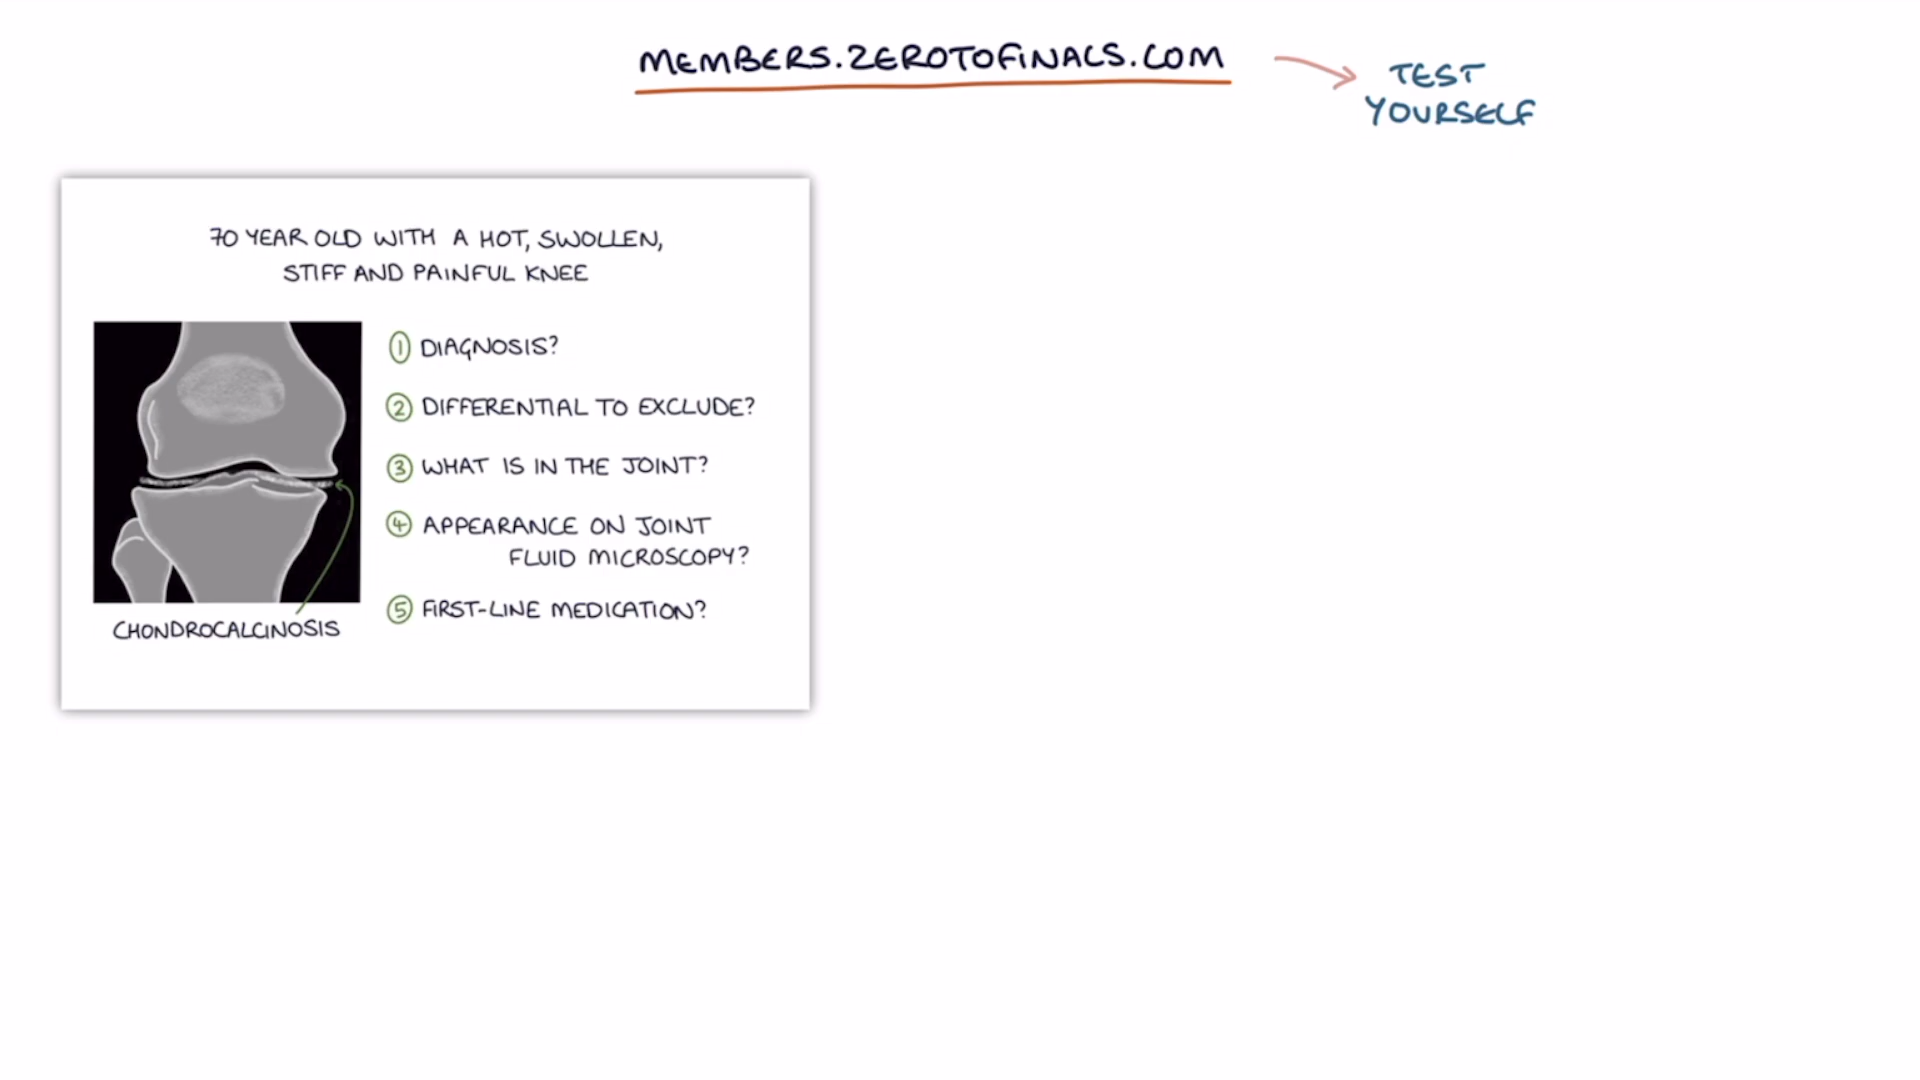 MEMBERS.ZEROTOFINALS.COM
TEST
YOURSELF
70 YEAR OLD WITH A HOT, SWOLLEN,
STIFF AND PAINFUL KNEE
1 DIAGNOSIS?
2 DIFFERENTIAL TO EXCLUDE?
3 WHAT IS IN THE JOINT?
4 APPEARANCE ON JOINT
FLUID MICROSCOPY?
5 FIRST-LINE MEDICATION?
CHONDROCALCINOSIS